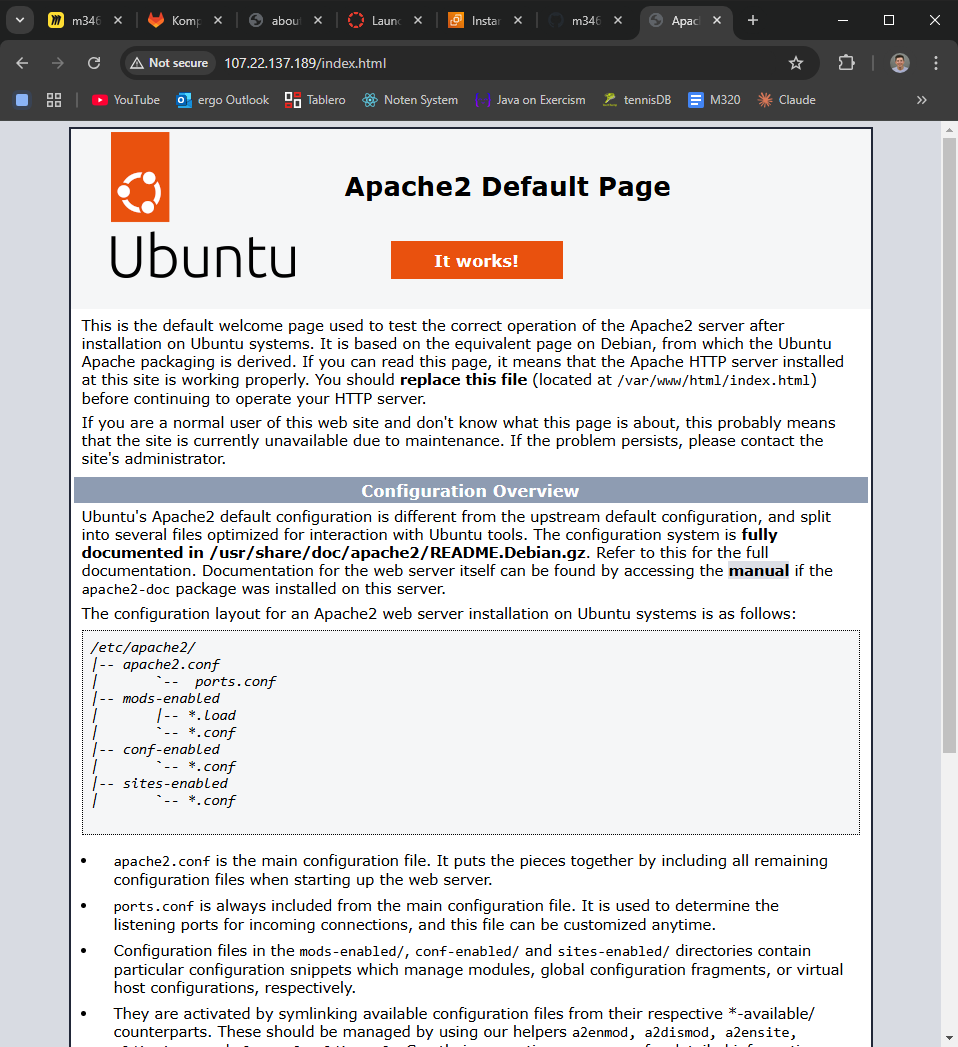 m346
Komp
abou
Laun
Instar
m346
Apac
Not secure
107.22.137.189/index.html
YouTube
ergo Outlook
Tablero
Noten System
Java on Exercism
tennisDB
M320
Claude
Apache2 Default Page
Ubuntu
It works!
This is the default welcome page used to test the correct operation of the Apache2 server after
installation on Ubuntu systems. It is based on the equivalent page on Debian, from which the Ubuntu
Apache packaging is derived. If you can read this page, it means that the Apache HTTP server installed
at this site is working properly. You should replace this file (located at /var/www/html/index.html)
before continuing to operate your HTTP server.
If you are a normal user of this web site and don't know what this page is about, this probably means
that the site is currently unavailable due to maintenance. If the problem persists, please contact the
site's administrator.
Configuration Overview
Ubuntu's Apache2 default configuration is different from the upstream default configuration, and split
into several files optimized for interaction with Ubuntu tools. The configuration system is fully
documented in /usr/share/doc/apache2/README.Debian.gz. Refer to this for the full
documentation. Documentation for the web server itself can be found by accessing the manual if the
apache2-doc package was installed on this server.
The configuration layout for an Apache2 web server installation on Ubuntu systems is as follows:
/etc/apache2/
|-- apache2.conf
|       `--  ports.conf
|-- mods-enabled
|       |-- *.load
|       `-- *.conf
|-- conf-enabled
|       `-- *.conf
|-- sites-enabled
|       `-- *.conf
• apache2.conf is the main configuration file. It puts the pieces together by including all remaining
configuration files when starting up the web server.
• ports.conf is always included from the main configuration file. It is used to determine the
listening ports for incoming connections, and this file can be customized anytime.
• Configuration files in the mods-enabled/, conf-enabled/ and sites-enabled/ directories contain
particular configuration snippets which manage modules, global configuration fragments, or virtual
host configurations, respectively.
• They are activated by symlinking available configuration files from their respective *-available/
counterparts. These should be managed by using our helpers a2enmod, a2dismod, a2ensite,